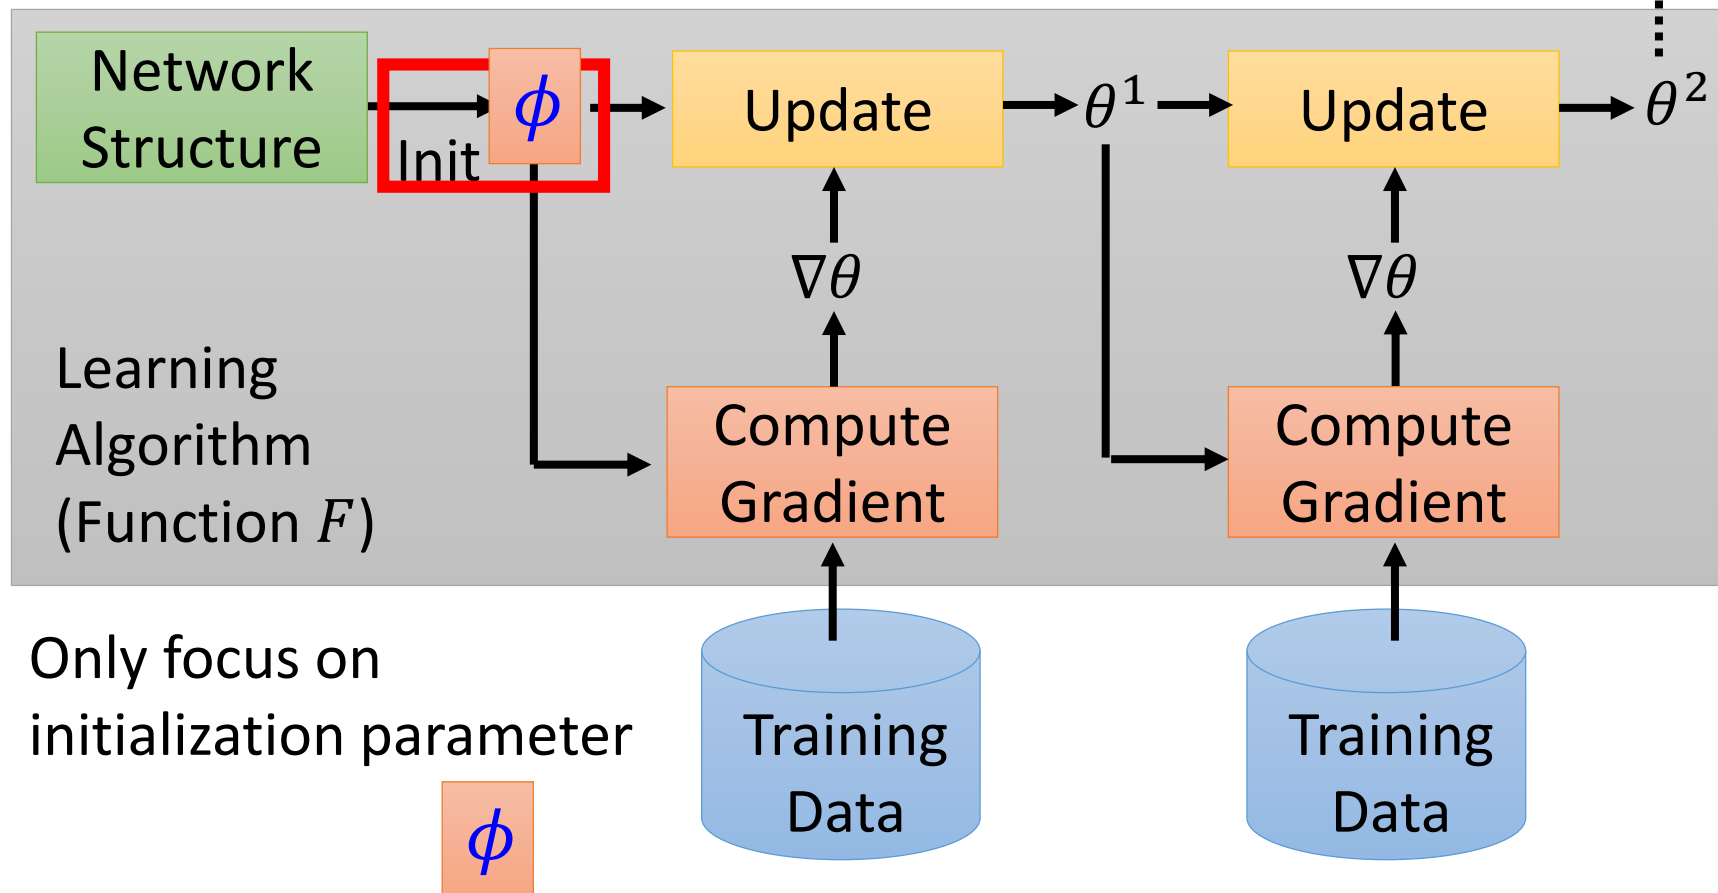 Network
Structure
Init
ϕ
Update
θ¹
Update
θ²
∇θ
∇θ
Learning
Algorithm
(Function F)
Compute
Gradient
Compute
Gradient
Only focus on
initialization parameter
ϕ
Training
Data
Training
Data